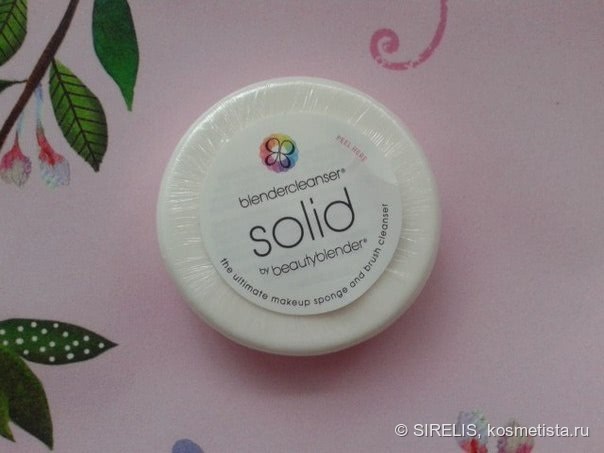 PEEL HERE
blendercleanser®
solid
by beautyblender®
the ultimate makeup sponge and brush cleanser
© SIRELIS, kosmetista.ru